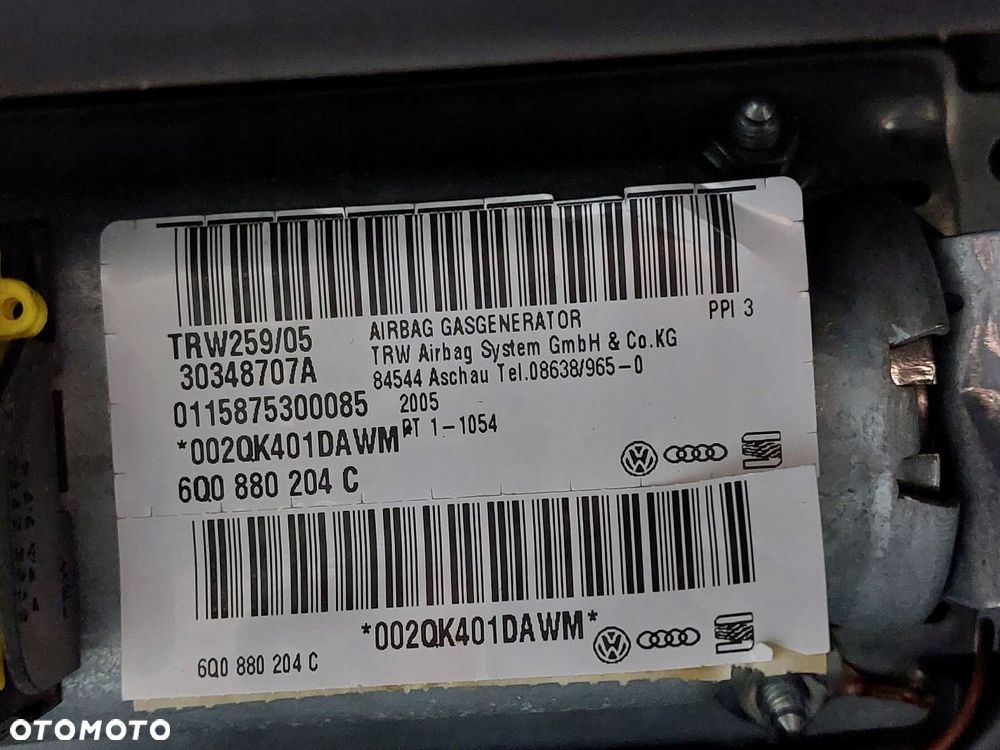 TRW259/05
30348707A
0115875300085
*002QK401DAWM*
6Q0 880 204 C
AIRBAG GASGENERATOR
TRW Airbag System GmbH & Co.KG
84544 Aschau Tel.08638/965-0
2005
PT 1-1054
PPI 3
*002QK401DAWM*
6Q0 880 204 C
OTOMOTO